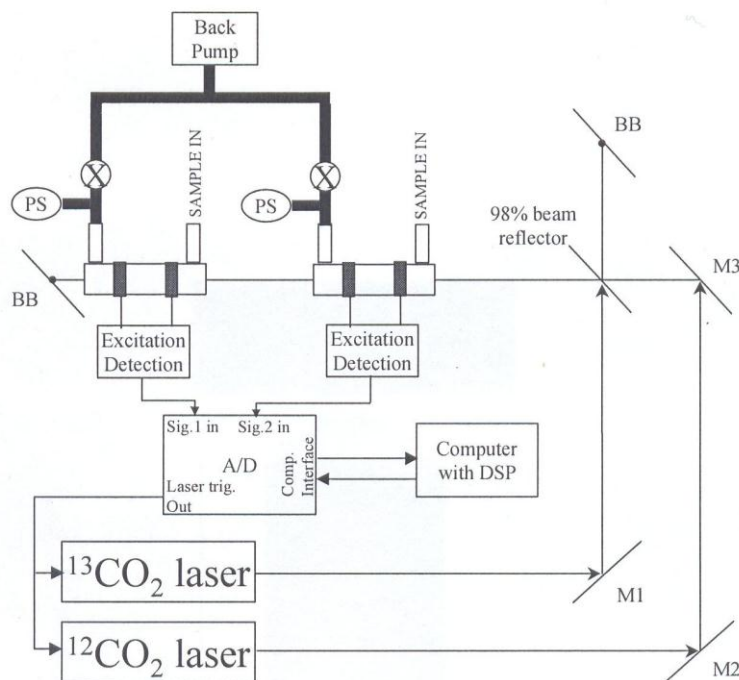 Back
Pump
BB
SAMPLE IN
SAMPLE IN
X
X
PS
PS
98% beam
reflector
M3
BB
Excitation
Detection
Excitation
Detection
Sig.1 in
Sig.2 in
A/D
Comp.
Interface
Laser trig.
Out
Computer
with DSP
¹³CO₂ laser
M1
¹²CO₂ laser
M2